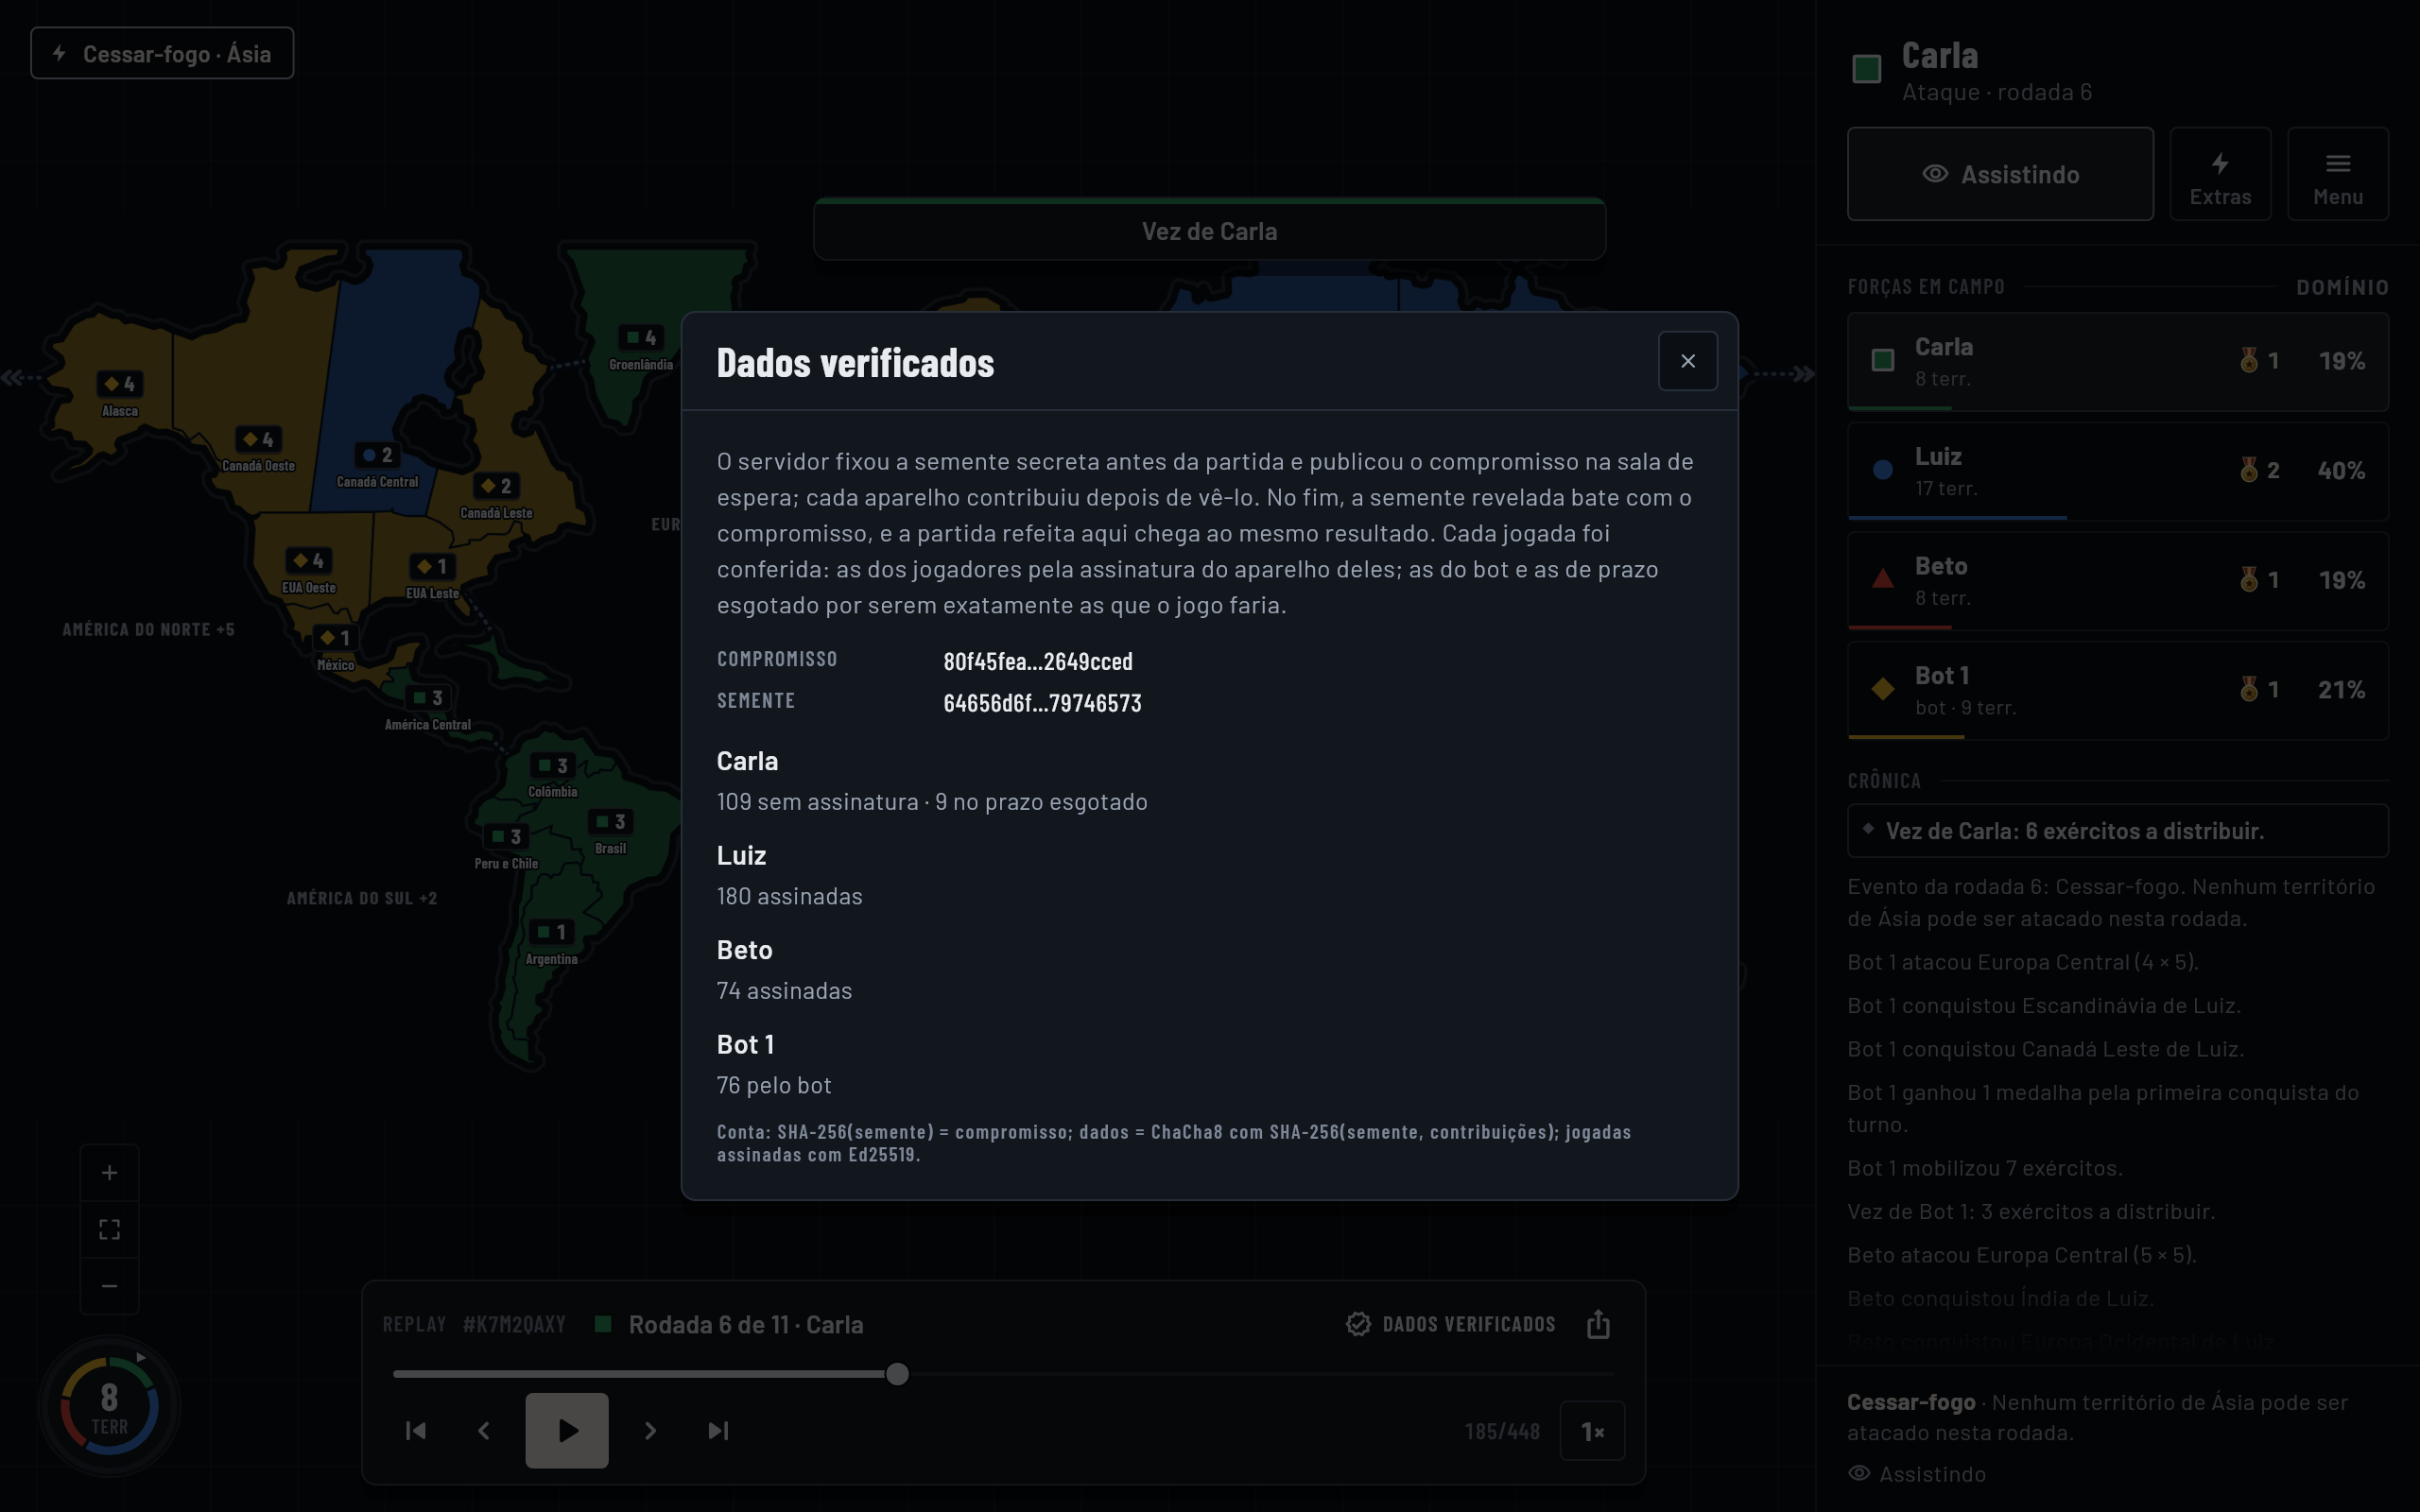 Cessar-fogo · Ásia
Vez de Carla
Alasca
4
Canadá Oeste
4
Canadá Central
2
Canadá Leste
2
Groenlândia
4
EUA Oeste
4
EUA Leste
1
México
1
AMÉRICA DO NORTE +5
América Central
3
Colômbia
3
Brasil
3
Peru e Chile
3
AMÉRICA DO SUL +2
Argentina
1
EUR
Dados verificados
O servidor fixou a semente secreta antes da partida e publicou o compromisso na sala de
espera; cada aparelho contribuiu depois de vê-lo. No fim, a semente revelada bate com o
compromisso, e a partida refeita aqui chega ao mesmo resultado. Cada jogada foi
conferida: as dos jogadores pela assinatura do aparelho deles; as do bot e as de prazo
esgotado por serem exatamente as que o jogo faria.
COMPROMISSO 80f45fea...2649cced
SEMENTE 64656d6f...79746573
Carla
109 sem assinatura · 9 no prazo esgotado
Luiz
180 assinadas
Beto
74 assinadas
Bot 1
76 pelo bot
Conta: SHA-256(semente) = compromisso; dados = ChaCha8 com SHA-256(semente, contribuições); jogadas
assinadas com Ed25519.
8
TERR
REPLAY #K7M2QAXY Rodada 6 de 11 · Carla
DADOS VERIFICADOS
185/448
1×
Carla
Ataque · rodada 6
Assistindo
Extras
Menu
FORÇAS EM CAMPO DOMÍNIO
Carla
8 terr.
1 19%
Luiz
17 terr.
2 40%
Beto
8 terr.
1 19%
Bot 1
bot · 9 terr.
1 21%
CRÔNICA
Vez de Carla: 6 exércitos a distribuir.
Evento da rodada 6: Cessar-fogo. Nenhum território
de Ásia pode ser atacado nesta rodada.
Bot 1 atacou Europa Central (4 × 5).
Bot 1 conquistou Escandinávia de Luiz.
Bot 1 conquistou Canadá Leste de Luiz.
Bot 1 ganhou 1 medalha pela primeira conquista do
turno.
Bot 1 mobilizou 7 exércitos.
Vez de Bot 1: 3 exércitos a distribuir.
Beto atacou Europa Central (5 × 5).
Beto conquistou Índia de Luiz.
Beto conquistou Europa Ocidental de Luiz.
Cessar-fogo · Nenhum território de Ásia pode ser
atacado nesta rodada.
Assistindo